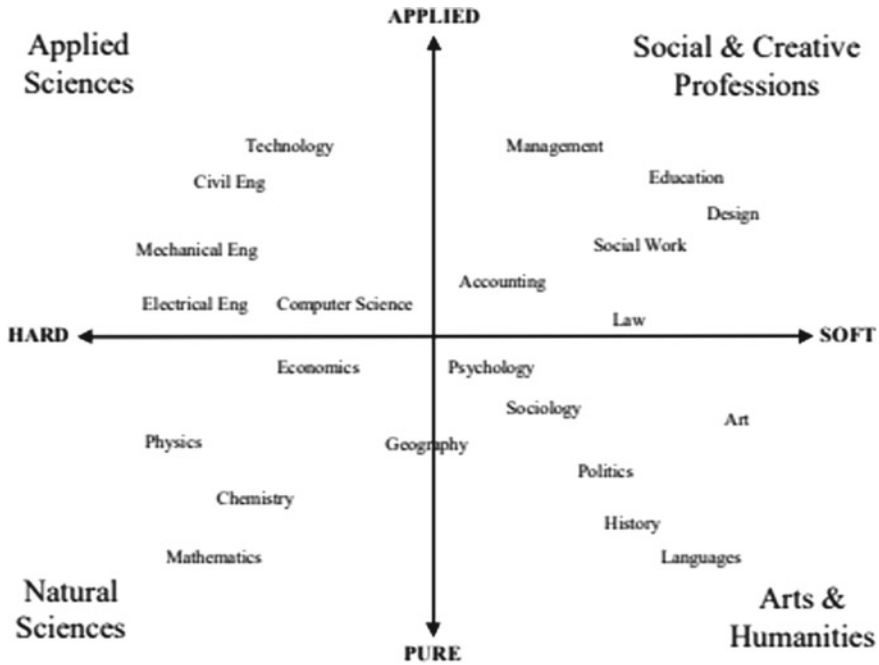 APPLIED
Applied
Sciences
Social & Creative
Professions
Technology
Management
Civil Eng
Education
Design
Mechanical Eng
Social Work
Accounting
Electrical Eng
Computer Science
Law
HARD
SOFT
Economics
Psychology
Sociology
Art
Physics
Geography
Politics
Chemistry
History
Mathematics
Languages
Natural
Sciences
Arts &
Humanities
PURE